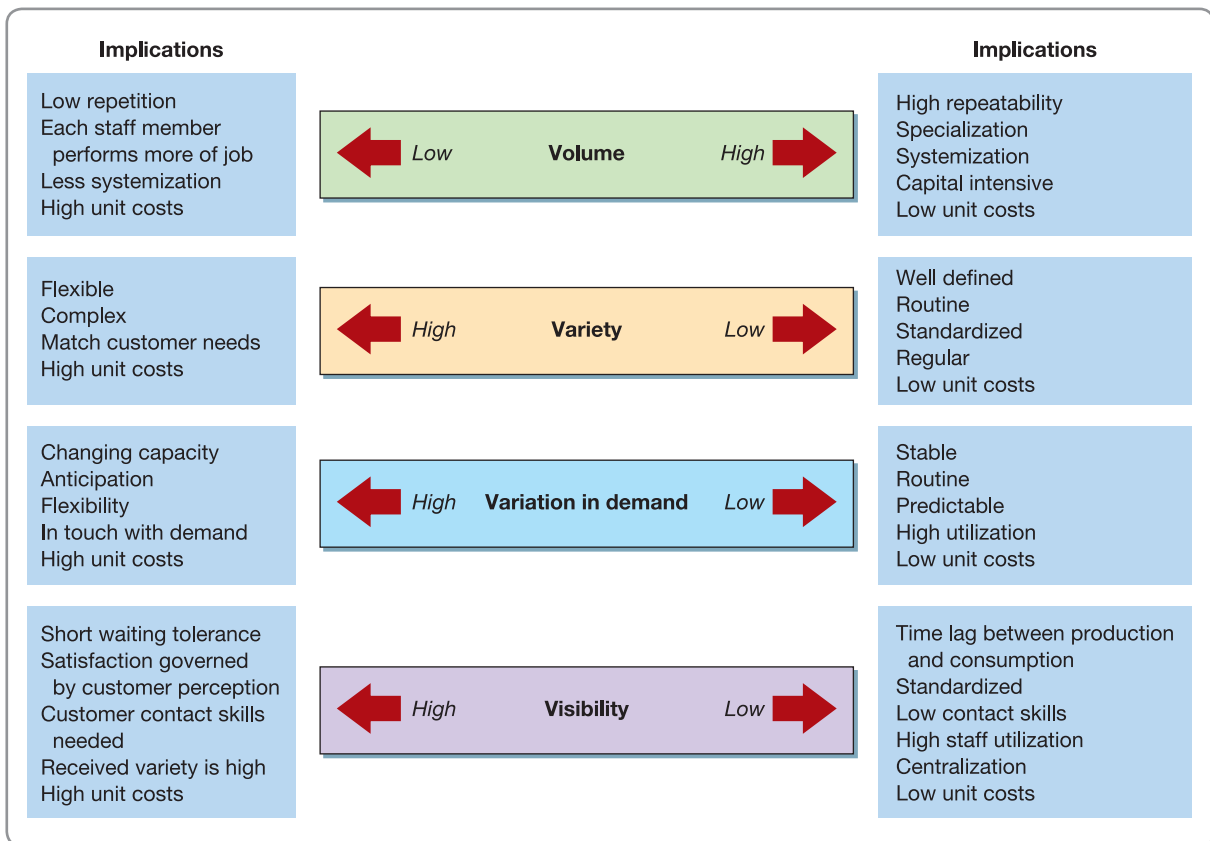 Implications
Implications
Low repetition
Each staff member
performs more of job
Less systemization
High unit costs
Low
Volume
High
High repeatability
Specialization
Systemization
Capital intensive
Low unit costs
Flexible
Complex
Match customer needs
High unit costs
High
Variety
Low
Well defined
Routine
Standardized
Regular
Low unit costs
Changing capacity
Anticipation
Flexibility
In touch with demand
High unit costs
High
Variation in demand
Low
Stable
Routine
Predictable
High utilization
Low unit costs
Short waiting tolerance
Satisfaction governed
by customer perception
Customer contact skills
needed
Received variety is high
High unit costs
High
Visibility
Low
Time lag between production
and consumption
Standardized
Low contact skills
High staff utilization
Centralization
Low unit costs